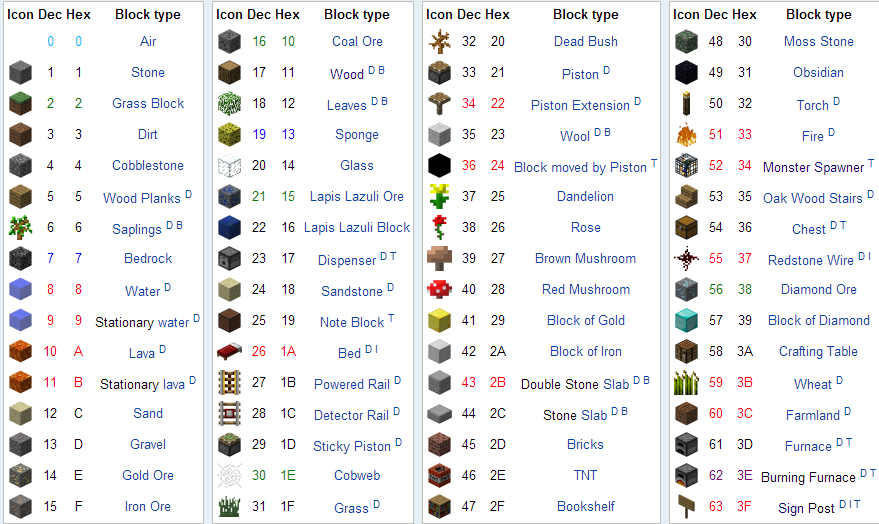 Icon Dec Hex Block type
0 0 Air
1 1 Stone
2 2 Grass Block
3 3 Dirt
4 4 Cobblestone
5 5 Wood Planks D
6 6 Saplings D B
7 7 Bedrock
8 8 Water D
9 9 Stationary water D
10 A Lava D
11 B Stationary lava D
12 C Sand
13 D Gravel
14 E Gold Ore
15 F Iron Ore
Icon Dec Hex Block type
16 10 Coal Ore
17 11 Wood D B
18 12 Leaves D B
19 13 Sponge
20 14 Glass
21 15 Lapis Lazuli Ore
22 16 Lapis Lazuli Block
23 17 Dispenser D T
24 18 Sandstone D
25 19 Note Block T
26 1A Bed D I
27 1B Powered Rail D
28 1C Detector Rail D
29 1D Sticky Piston D
30 1E Cobweb
31 1F Grass D
Icon Dec Hex Block type
32 20 Dead Bush
33 21 Piston D
34 22 Piston Extension D
35 23 Wool D B
36 24 Block moved by Piston T
37 25 Dandelion
38 26 Rose
39 27 Brown Mushroom
40 28 Red Mushroom
41 29 Block of Gold
42 2A Block of Iron
43 2B Double Stone Slab D B
44 2C Stone Slab D B
45 2D Bricks
46 2E TNT
47 2F Bookshelf
Icon Dec Hex Block type
48 30 Moss Stone
49 31 Obsidian
50 32 Torch D
51 33 Fire D
52 34 Monster Spawner T
53 35 Oak Wood Stairs D
54 36 Chest D T
55 37 Redstone Wire D I
56 38 Diamond Ore
57 39 Block of Diamond
58 3A Crafting Table
59 3B Wheat D
60 3C Farmland D
61 3D Furnace D T
62 3E Burning Furnace D T
63 3F Sign Post D I T